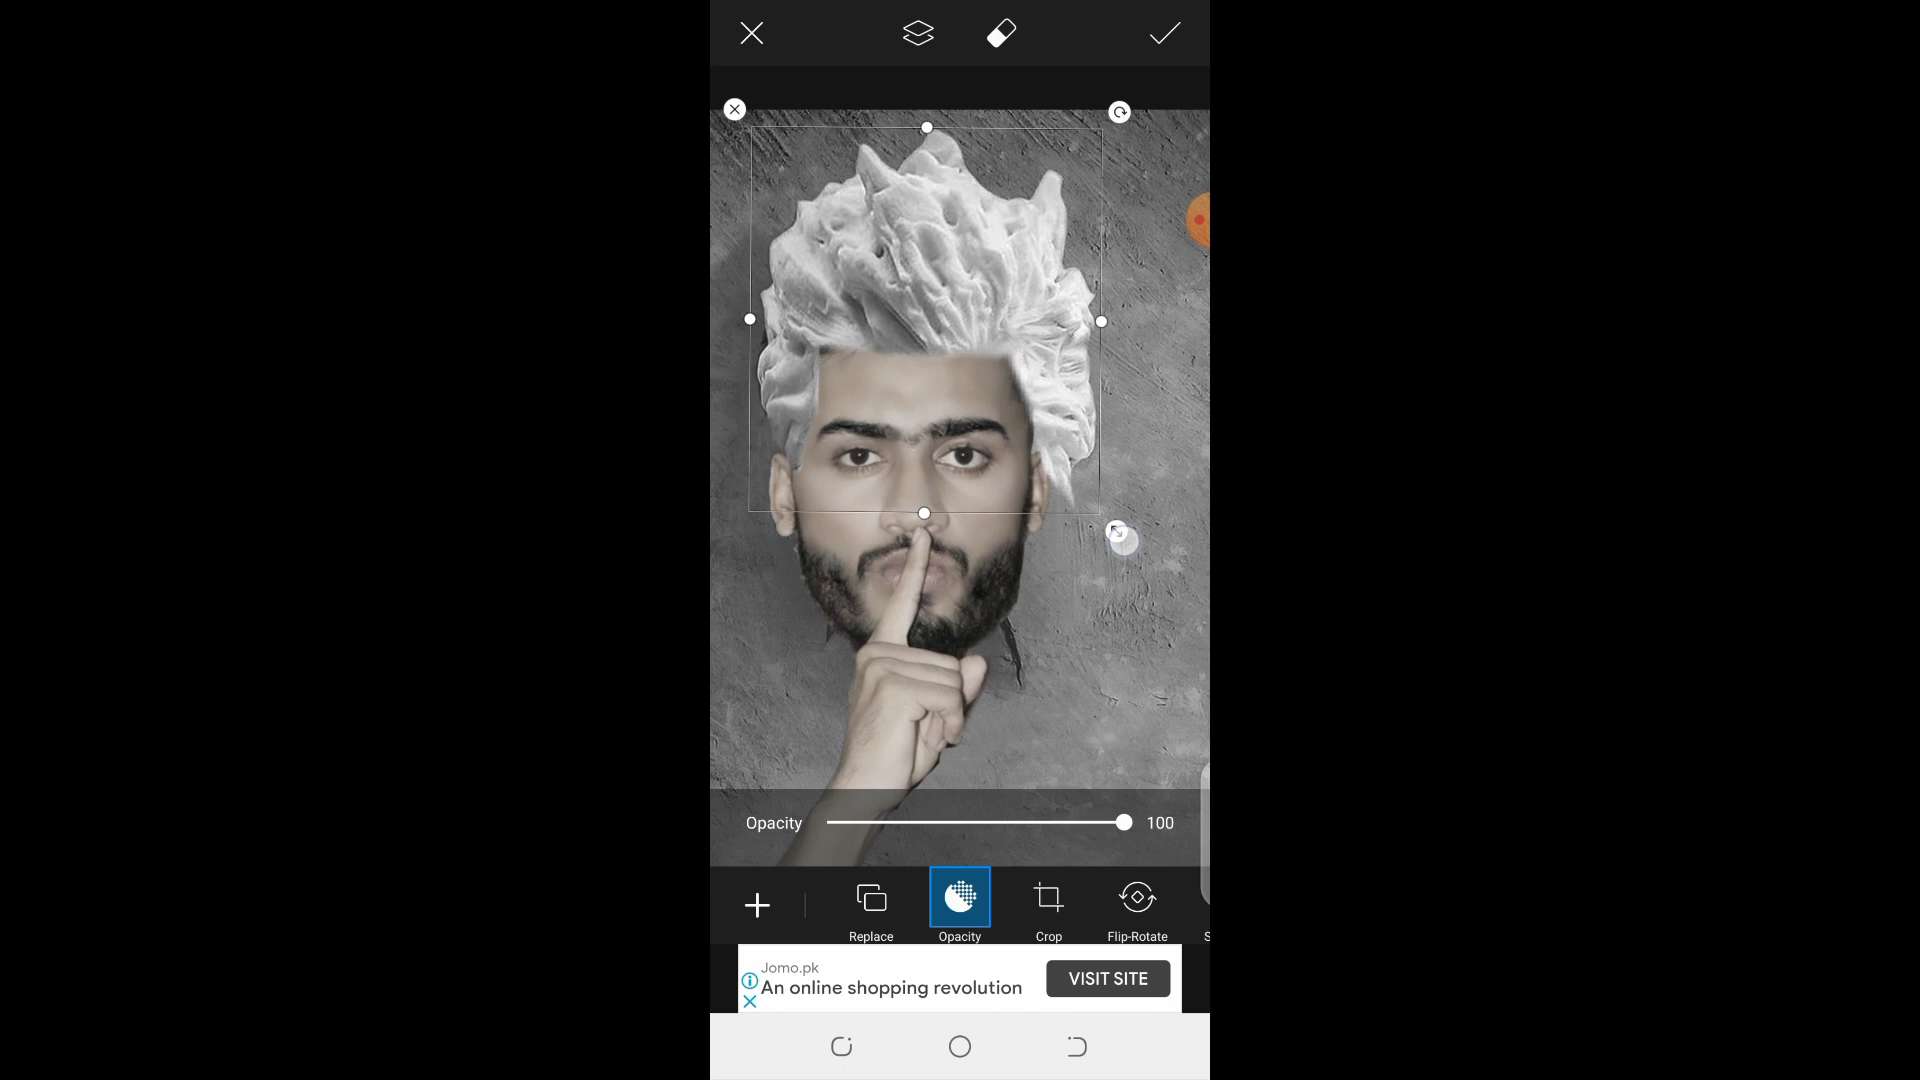 Opacity 100
Replace Opacity Crop Flip-Rotate S
Jomo.pk
An online shopping revolution
VISIT SITE